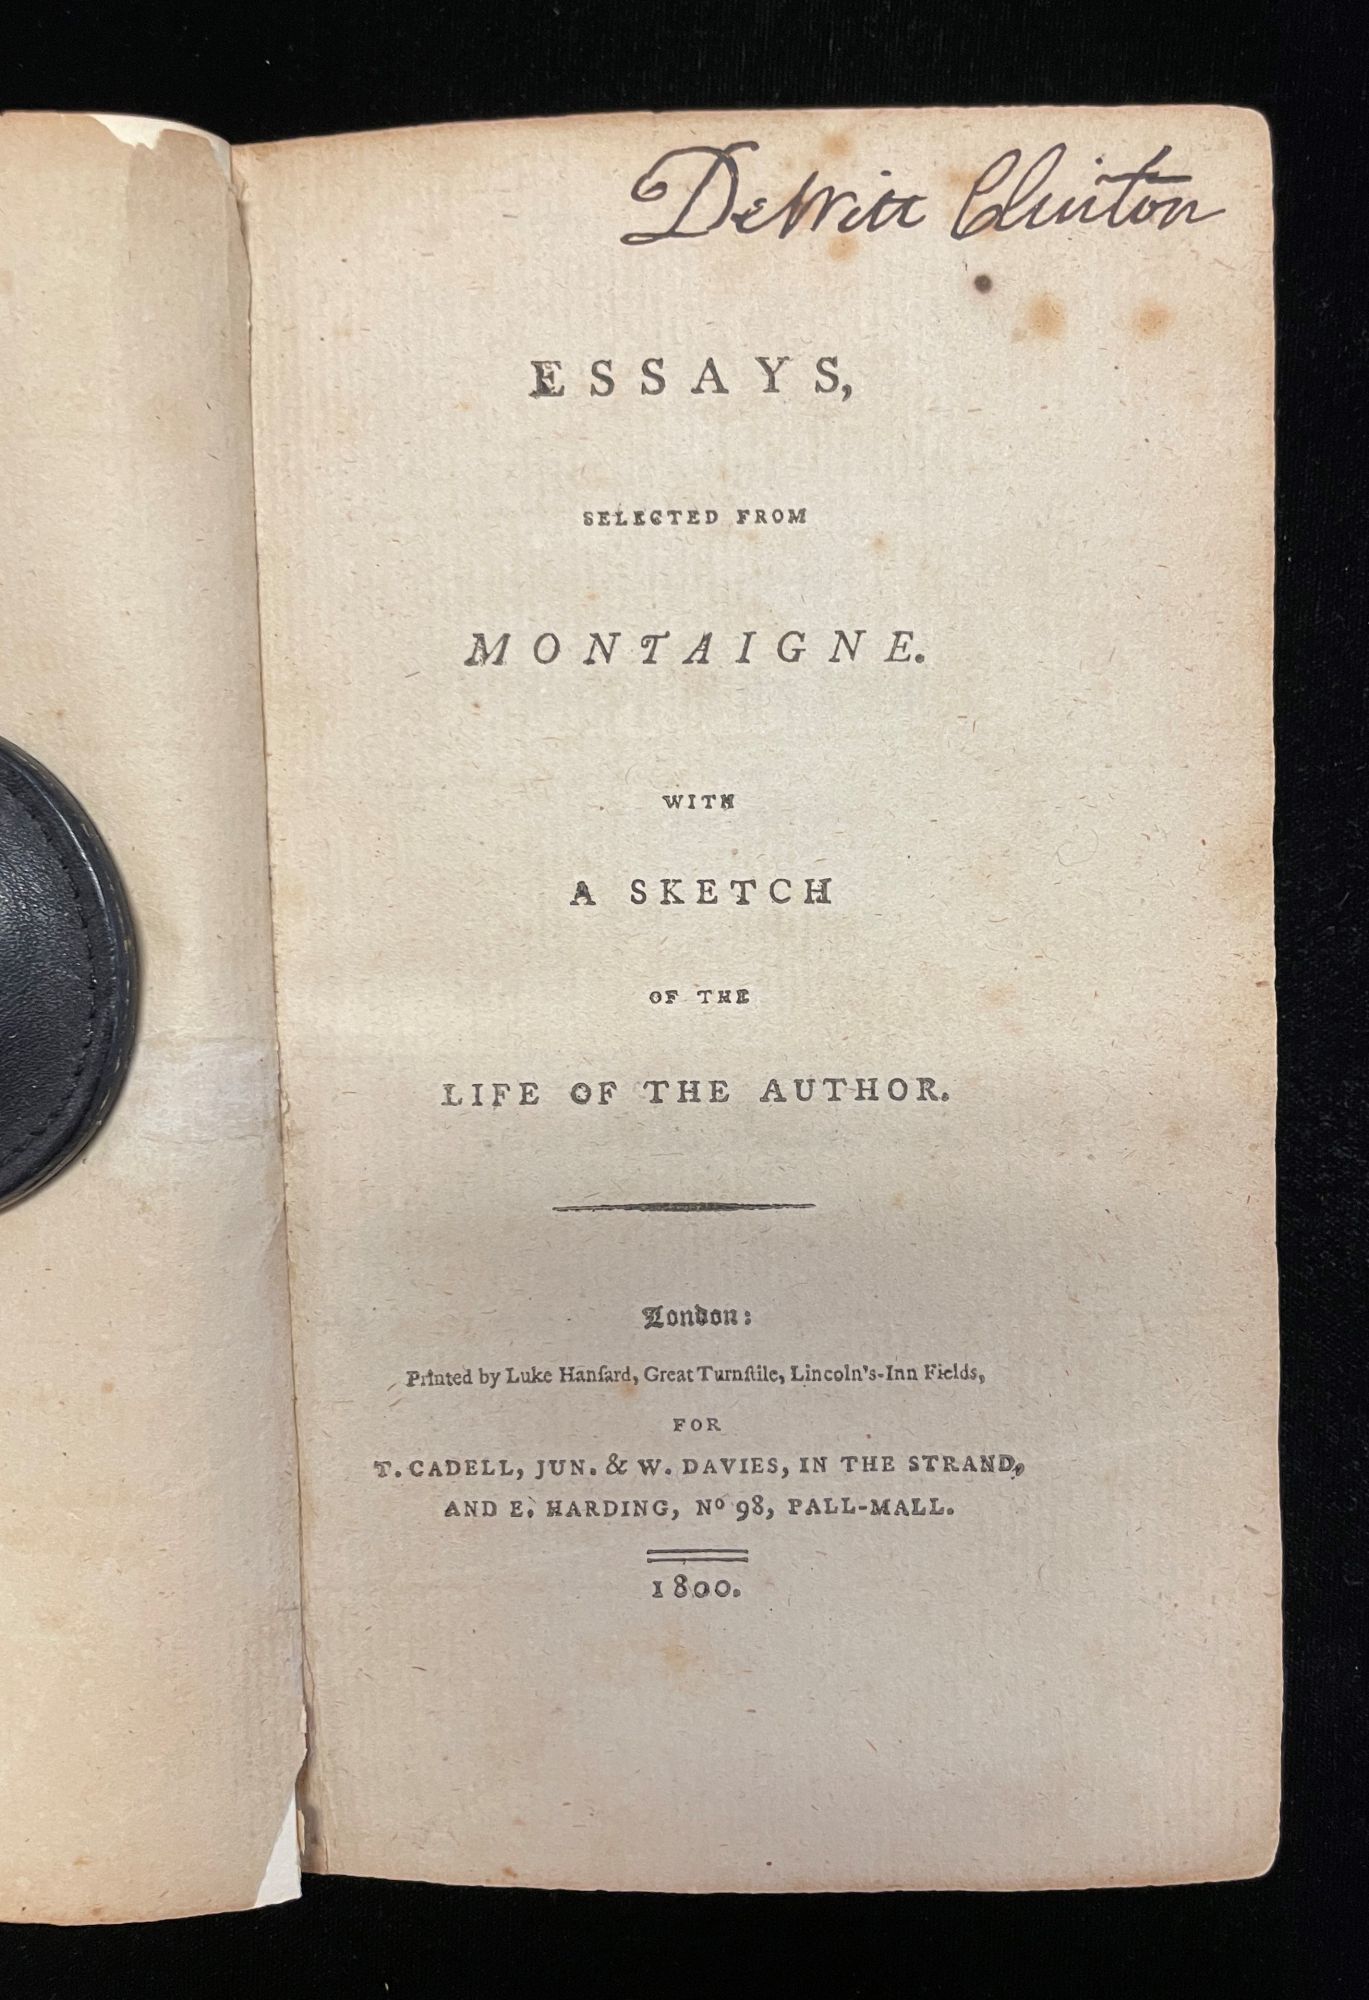 DeWitt Clinton
ESSAYS,
SELECTED FROM
MONTAIGNE.
WITH
A SKETCH
OF THE
LIFE OF THE AUTHOR.
London:
Printed by Luke Hanſard, Great Turnſtile, Lincoln's-Inn Fields,
FOR
T. CADELL, JUN. & W. DAVIES, IN THE STRAND,
AND E. HARDING, Nº 98, PALL-MALL.
1800.